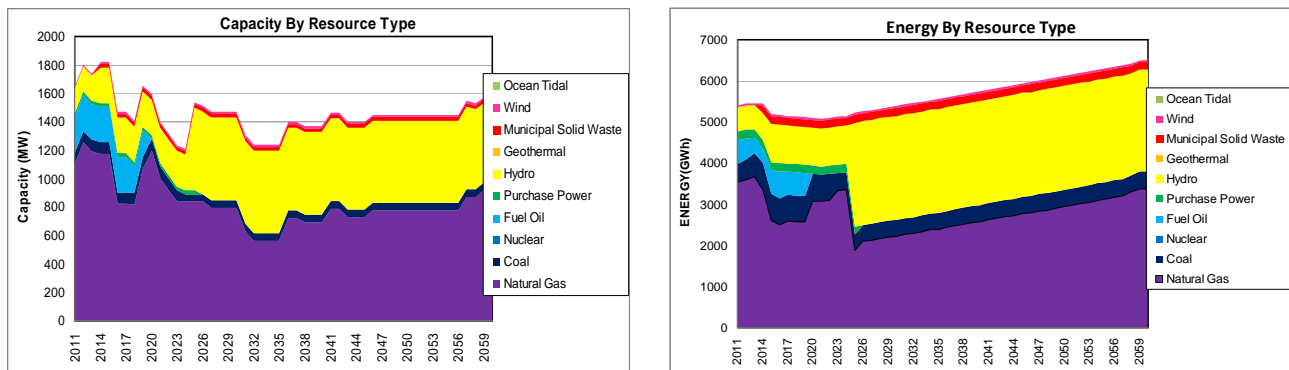 Capacity By Resource Type
Capacity (MW)
2000
1800
1600
1400
1200
1000
800
600
400
200
0
2011
2014
2017
2020
2023
2026
2029
2032
2035
2038
2041
2044
2047
2050
2053
2056
2059
Ocean Tidal
Wind
Municipal Solid Waste
Geothermal
Hydro
Purchase Power
Fuel Oil
Nuclear
Coal
Natural Gas
Energy By Resource Type
ENERGY(GWh)
7000
6000
5000
4000
3000
2000
1000
0
2011
2014
2017
2020
2023
2026
2029
2032
2035
2038
2041
2044
2047
2050
2053
2056
2059
Ocean Tidal
Wind
Municipal Solid Waste
Geothermal
Hydro
Purchase Power
Fuel Oil
Nuclear
Coal
Natural Gas